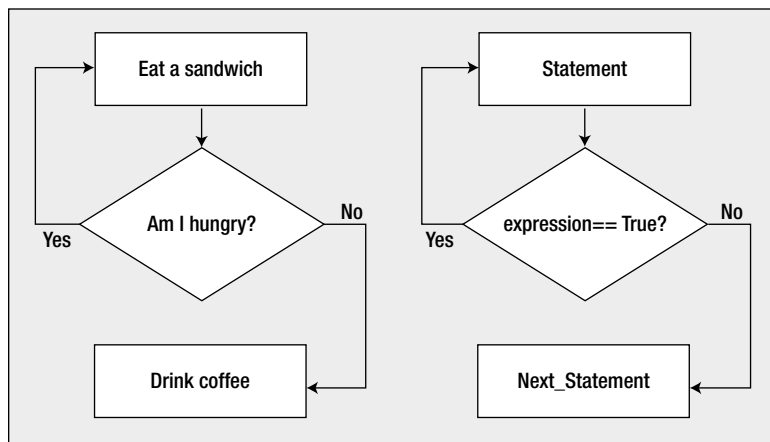 Eat a sandwich
Am I hungry?
Yes
No
Drink coffee
Statement
expression== True?
Yes
No
Next_Statement